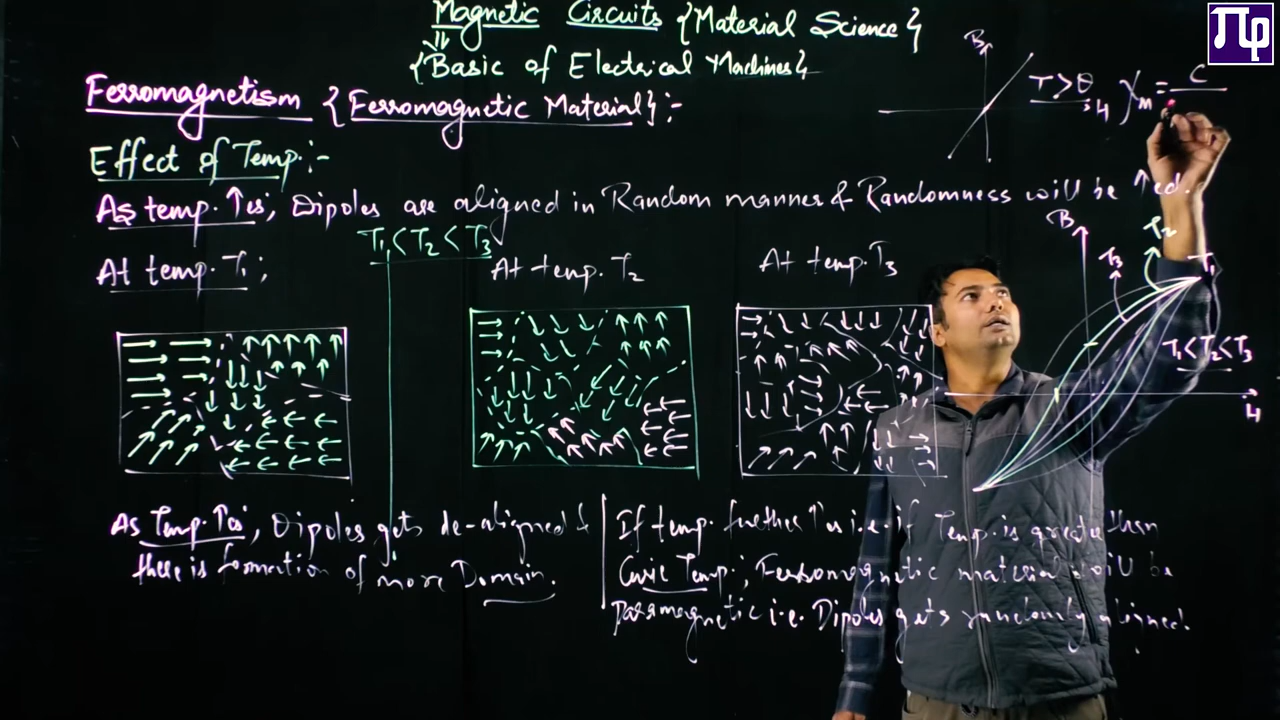 Magnetic Circuits {Material Science}
{Basic of Electrical Machines}
Πφ
Ferromagnetism {Ferromagnetic Material}:-
B
T > θ
H
χm = C
Effect of Temp.:-
As temp. ↑es, Dipoles are aligned in Random manner & Randomness will be ↑ed.
T1 < T2 < T3
At temp. T1;
At temp. T2
At temp. T3
B
T3
T2
T1
T1 < T2 < T3
H
As Temp. ↑es, Dipoles gets de-aligned &
there is formation of more Domain.
If temp. further ↑es i.e. if Temp. is greater than
Curie Temp; Ferromagnetic material will be
Paramagnetic i.e. Dipoles gets randomly aligned.